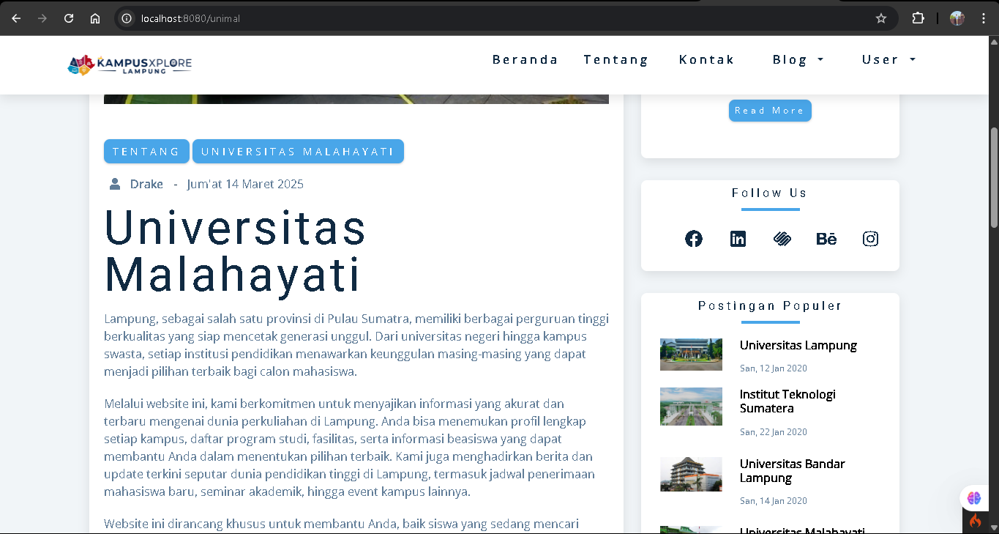 localhost:8080/unimal
KAMPUSXPLORE
LAMPUNG
Beranda Tentang Kontak Blog User
TENTANG UNIVERSITAS MALAHAYATI
Drake - Jum'at 14 Maret 2025
Universitas
Malahayati
Lampung, sebagai salah satu provinsi di Pulau Sumatra, memiliki berbagai perguruan tinggi
berkualitas yang siap mencetak generasi unggul. Dari universitas negeri hingga kampus
swasta, setiap institusi pendidikan menawarkan keunggulan masing-masing yang dapat
menjadi pilihan terbaik bagi calon mahasiswa.
Melalui website ini, kami berkomitmen untuk menyajikan informasi yang akurat dan
terbaru mengenai dunia perkuliahan di Lampung. Anda bisa menemukan profil lengkap
setiap kampus, daftar program studi, fasilitas, serta informasi beasiswa yang dapat
membantu Anda dalam menentukan pilihan terbaik. Kami juga menghadirkan berita dan
update terkini seputar dunia pendidikan tinggi di Lampung, termasuk jadwal penerimaan
mahasiswa baru, seminar akademik, hingga event kampus lainnya.
Website ini dirancang khusus untuk membantu Anda, baik siswa yang sedang mencari
Read More
Follow Us
Bē
Postingan Populer
Universitas Lampung
San, 12 Jan 2020
Institut Teknologi
Sumatera
San, 22 Jan 2020
Universitas Bandar
Lampung
San, 14 Jan 2020
Universitas Malahayati